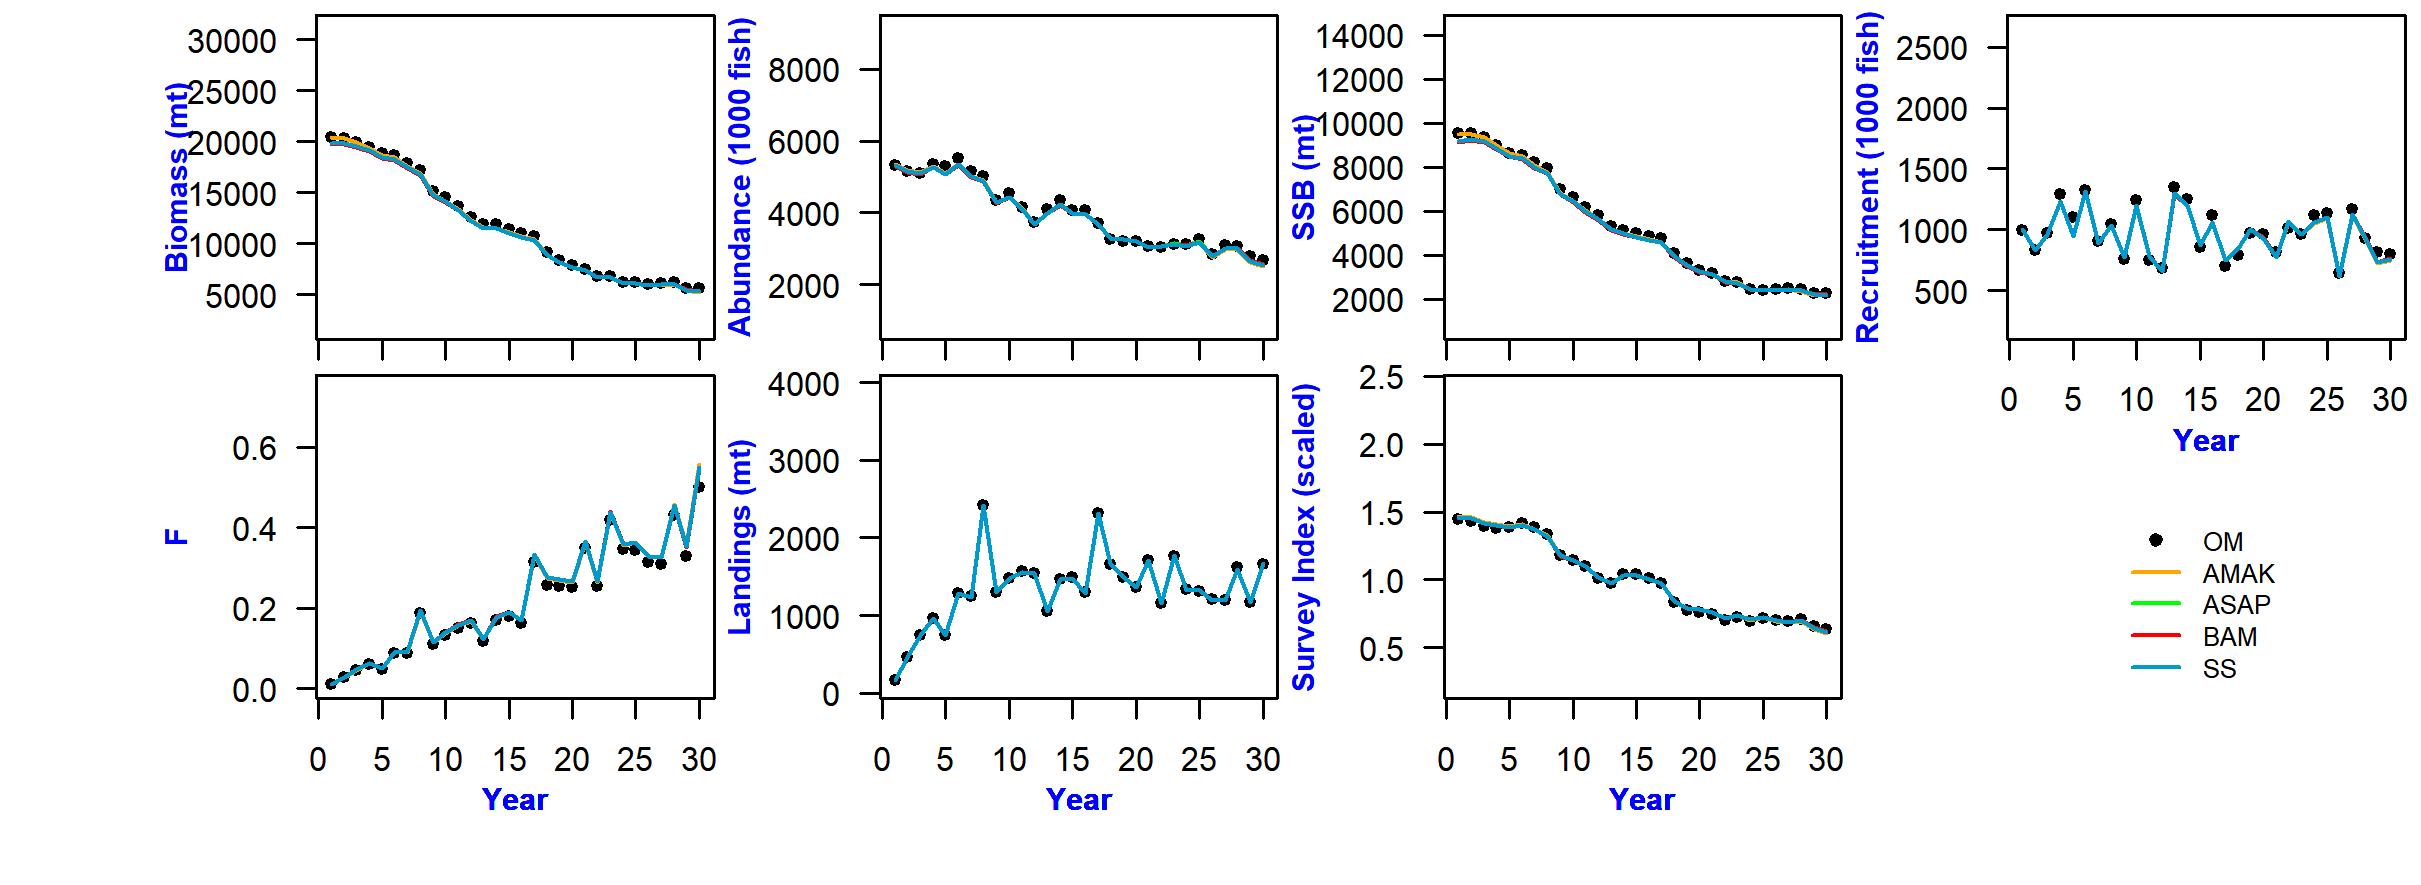 Biomass (mt)
30000
25000
20000
15000
10000
5000
Abundance (1000 fish)
8000
6000
4000
2000
SSB (mt)
14000
12000
10000
8000
6000
4000
2000
Recruitment (1000 fish)
2500
2000
1500
1000
500
0 5 10 15 20 25 30
Year
F
0.6
0.4
0.2
0.0
0 5 10 15 20 25 30
Year
Landings (mt)
4000
3000
2000
1000
0
0 5 10 15 20 25 30
Year
Survey Index (scaled)
2.5
2.0
1.5
1.0
0.5
0 5 10 15 20 25 30
Year
OM
AMAK
ASAP
BAM
SS